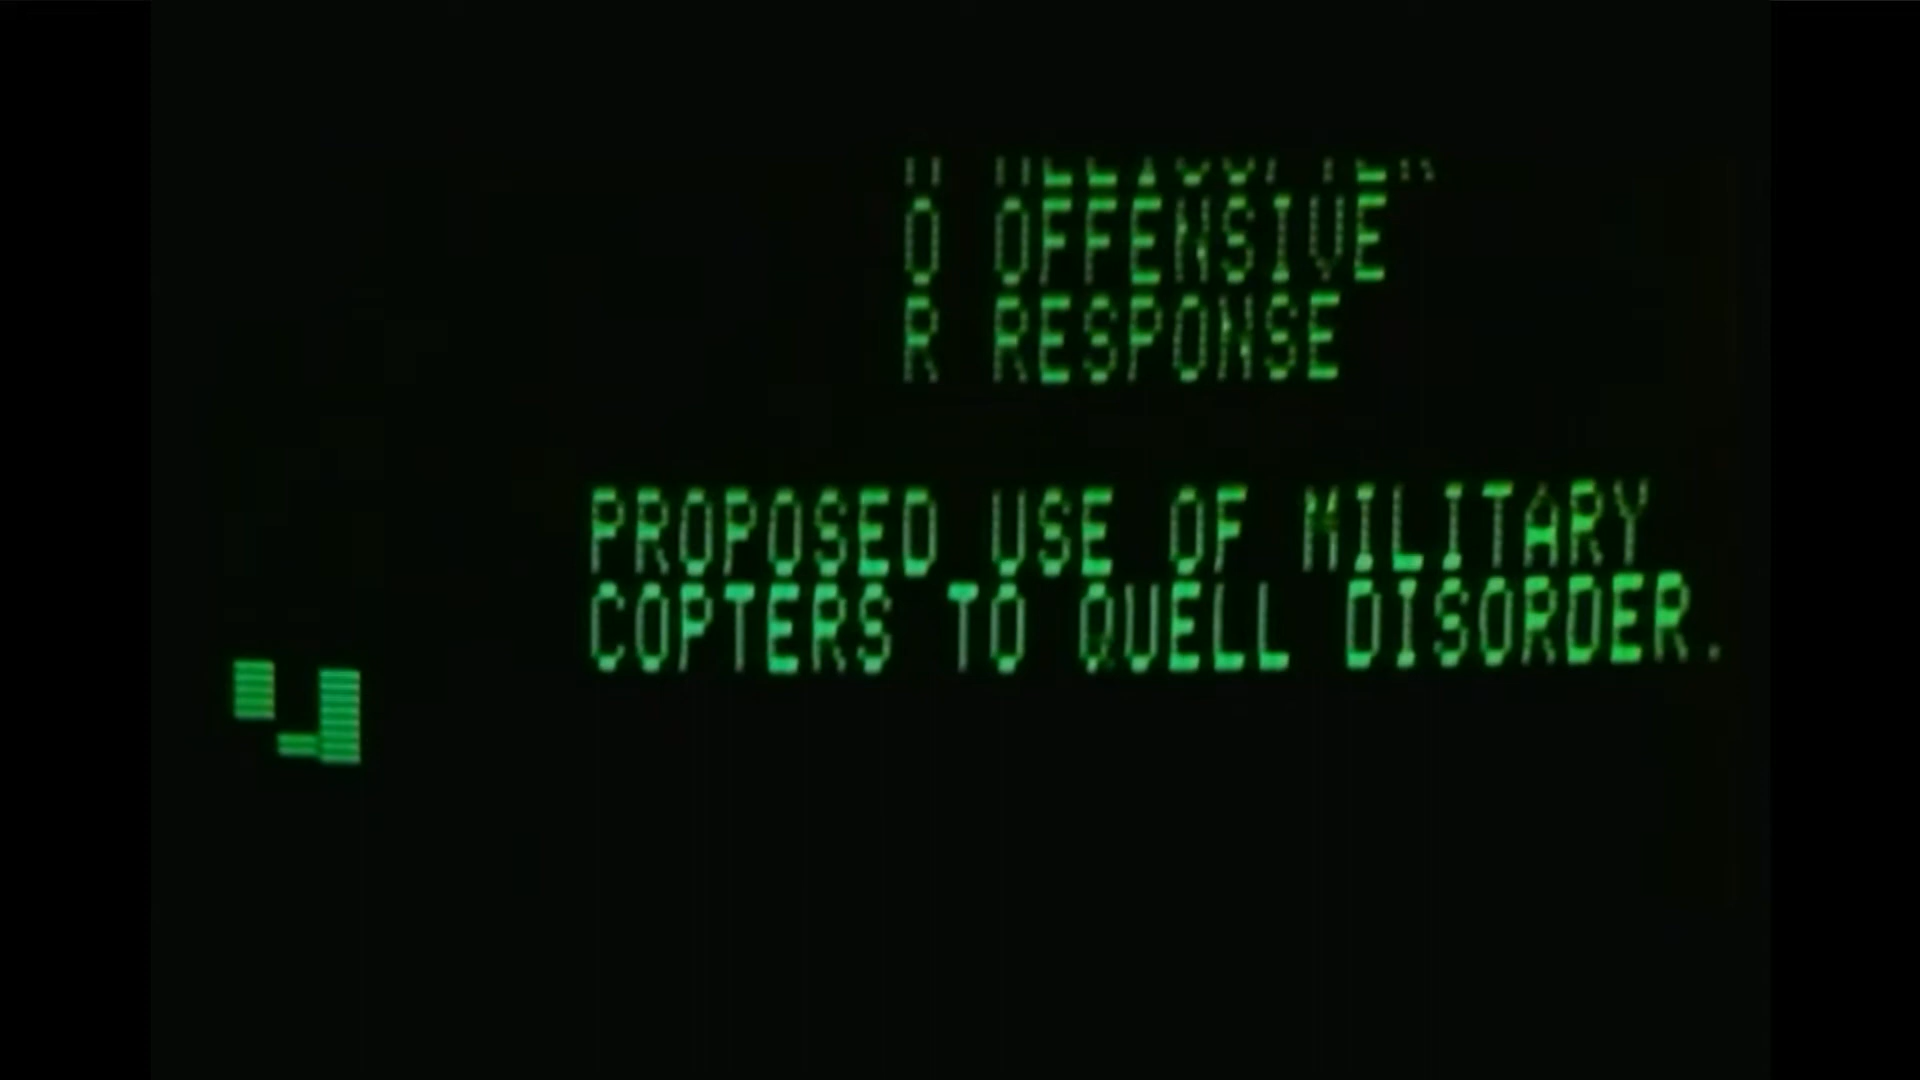 O OFFENSIVE
R RESPONSE
PROPOSED USE OF MILITARY
COPTERS TO QUELL DISORDER.